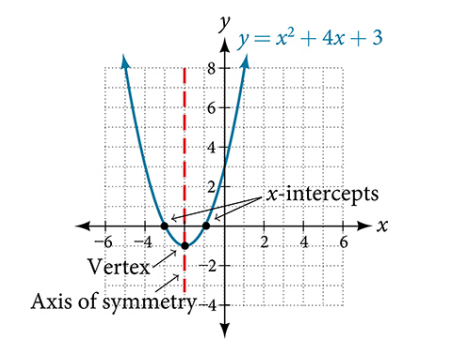 y
y = x² + 4x + 3
8
6
4
2
x-intercepts
x
−6 −4 2 4 6
Vertex
−2
Axis of symmetry
−4